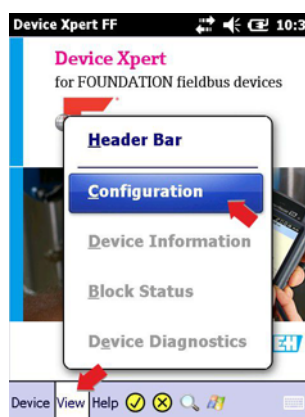 Device Xpert FF 10:3
Device Xpert
for FOUNDATION fieldbus devices
Header Bar
Configuration
Device Information
Block Status
Device Diagnostics
EH
Device View Help